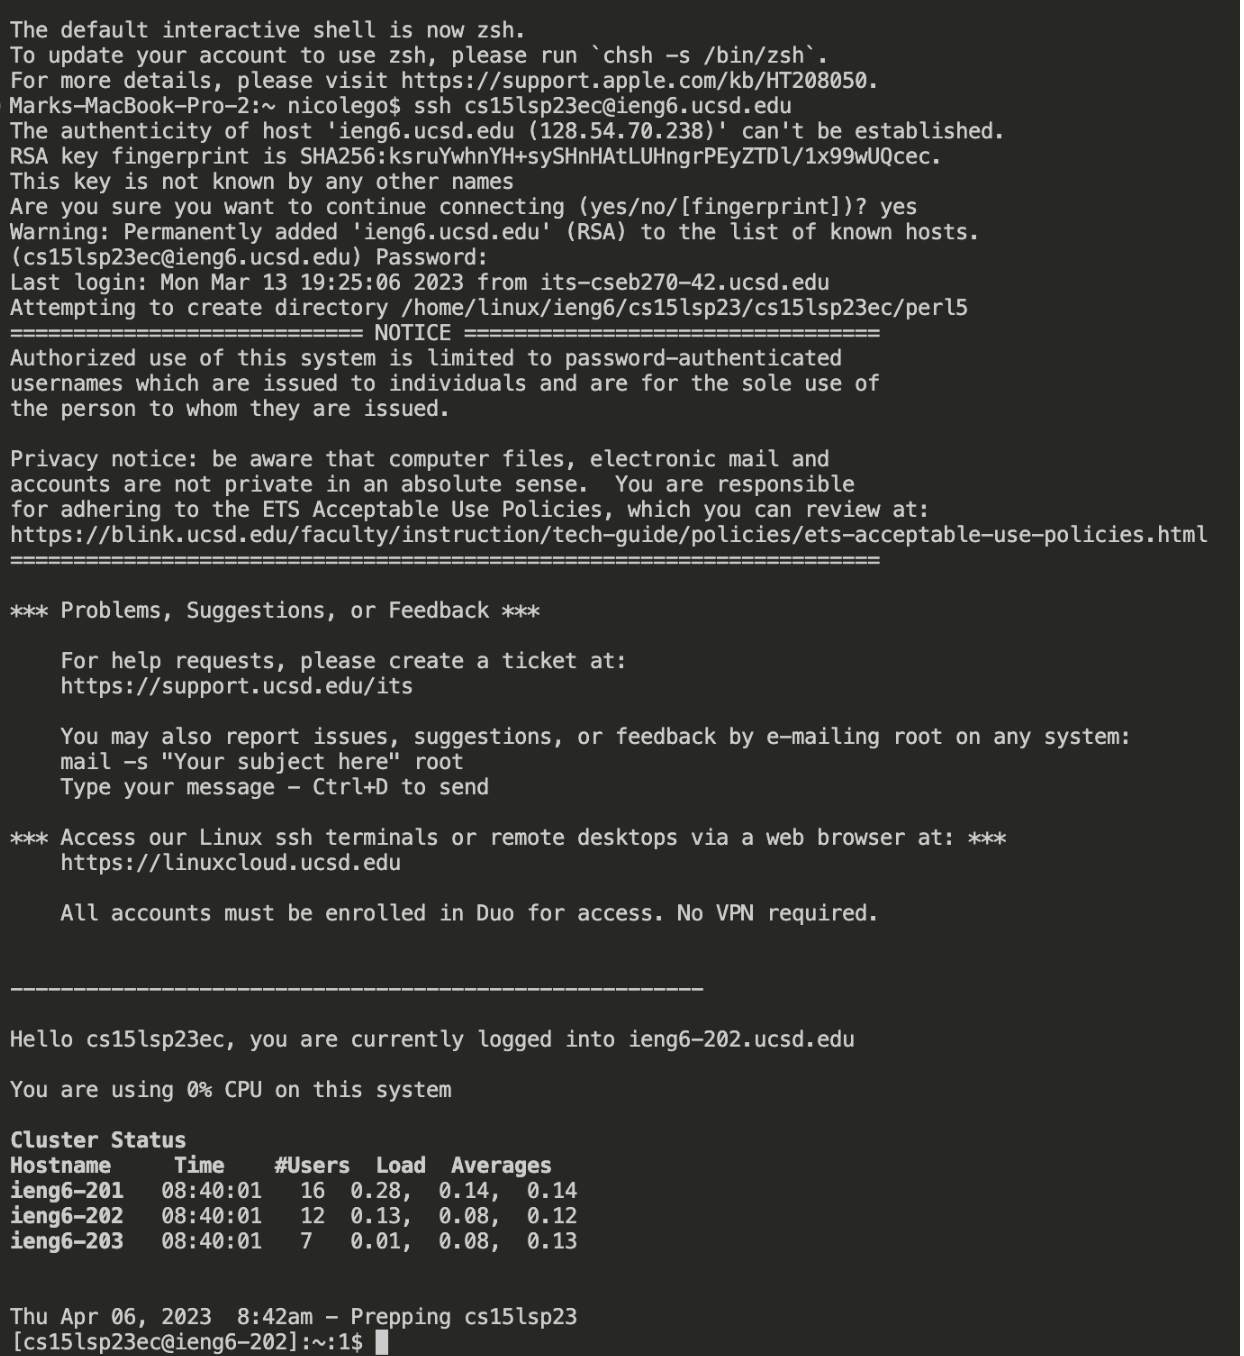 The default interactive shell is now zsh.
To update your account to use zsh, please run `chsh -s /bin/zsh`.
For more details, please visit https://support.apple.com/kb/HT208050.
Marks-MacBook-Pro-2:~ nicolego$ ssh cs15lsp23ec@ieng6.ucsd.edu
The authenticity of host 'ieng6.ucsd.edu (128.54.70.238)' can't be established.
RSA key fingerprint is SHA256:ksruYwhnYH+sySHnHAtLUHngrPEyZTDl/1x99wUQcec.
This key is not known by any other names
Are you sure you want to continue connecting (yes/no/[fingerprint])? yes
Warning: Permanently added 'ieng6.ucsd.edu' (RSA) to the list of known hosts.
(cs15lsp23ec@ieng6.ucsd.edu) Password:
Last login: Mon Mar 13 19:25:06 2023 from its-cseb270-42.ucsd.edu
Attempting to create directory /home/linux/ieng6/cs15lsp23/cs15lsp23ec/perl5
============================ NOTICE =================================
Authorized use of this system is limited to password-authenticated
usernames which are issued to individuals and are for the sole use of
the person to whom they are issued.

Privacy notice: be aware that computer files, electronic mail and
accounts are not private in an absolute sense.  You are responsible
for adhering to the ETS Acceptable Use Policies, which you can review at:
https://blink.ucsd.edu/faculty/instruction/tech-guide/policies/ets-acceptable-use-policies.html
=====================================================================

*** Problems, Suggestions, or Feedback ***

    For help requests, please create a ticket at:
    https://support.ucsd.edu/its

    You may also report issues, suggestions, or feedback by e-mailing root on any system:
    mail -s "Your subject here" root
    Type your message - Ctrl+D to send

*** Access our Linux ssh terminals or remote desktops via a web browser at: ***
    https://linuxcloud.ucsd.edu

    All accounts must be enrolled in Duo for access. No VPN required.

-------------------------------------------------------

Hello cs15lsp23ec, you are currently logged into ieng6-202.ucsd.edu

You are using 0% CPU on this system

Cluster Status
Hostname     Time    #Users  Load  Averages
ieng6-201   08:40:01   16  0.28,  0.14,  0.14
ieng6-202   08:40:01   12  0.13,  0.08,  0.12
ieng6-203   08:40:01   7   0.01,  0.08,  0.13

Thu Apr 06, 2023  8:42am - Prepping cs15lsp23
[cs15lsp23ec@ieng6-202]:~:1$